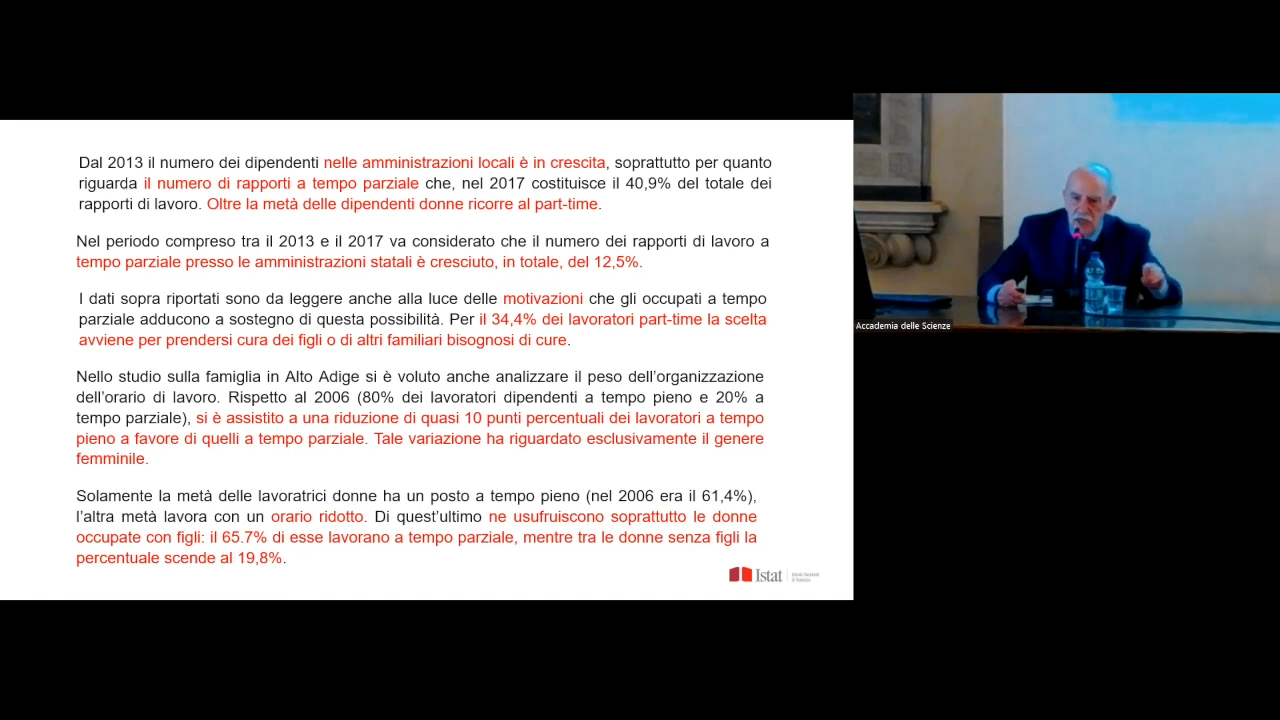 Dal 2013 il numero dei dipendenti nelle amministrazioni locali è in crescita, soprattutto per quanto
riguarda il numero di rapporti a tempo parziale che, nel 2017 costituisce il 40,9% del totale dei
rapporti di lavoro. Oltre la metà delle dipendenti donne ricorre al part-time.
Nel periodo compreso tra il 2013 e il 2017 va considerato che il numero dei rapporti di lavoro a
tempo parziale presso le amministrazioni statali è cresciuto, in totale, del 12,5%.
I dati sopra riportati sono da leggere anche alla luce delle motivazioni che gli occupati a tempo
parziale adducono a sostegno di questa possibilità. Per il 34,4% dei lavoratori part-time la scelta
avviene per prendersi cura dei figli o di altri familiari bisognosi di cure.
Nello studio sulla famiglia in Alto Adige si è voluto anche analizzare il peso dell'organizzazione
dell'orario di lavoro. Rispetto al 2006 (80% dei lavoratori dipendenti a tempo pieno e 20% a
tempo parziale), si è assistito a una riduzione di quasi 10 punti percentuali dei lavoratori a tempo
pieno a favore di quelli a tempo parziale. Tale variazione ha riguardato esclusivamente il genere
femminile.
Solamente la metà delle lavoratrici donne ha un posto a tempo pieno (nel 2006 era il 61,4%),
l'altra metà lavora con un orario ridotto. Di quest'ultimo ne usufruiscono soprattutto le donne
occupate con figli: il 65.7% di esse lavorano a tempo parziale, mentre tra le donne senza figli la
percentuale scende al 19,8%.
Istat
Accademia delle Scienze